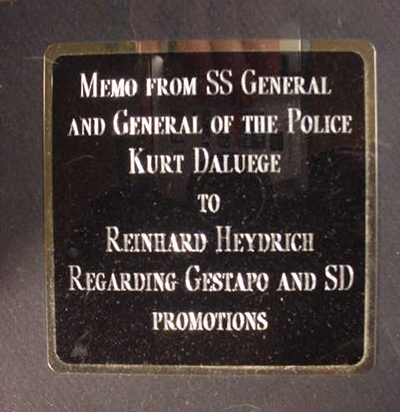 Memo from SS General
and General of the Police
Kurt Daluege
to
Reinhard Heydrich
Regarding Gestapo and SD
promotions